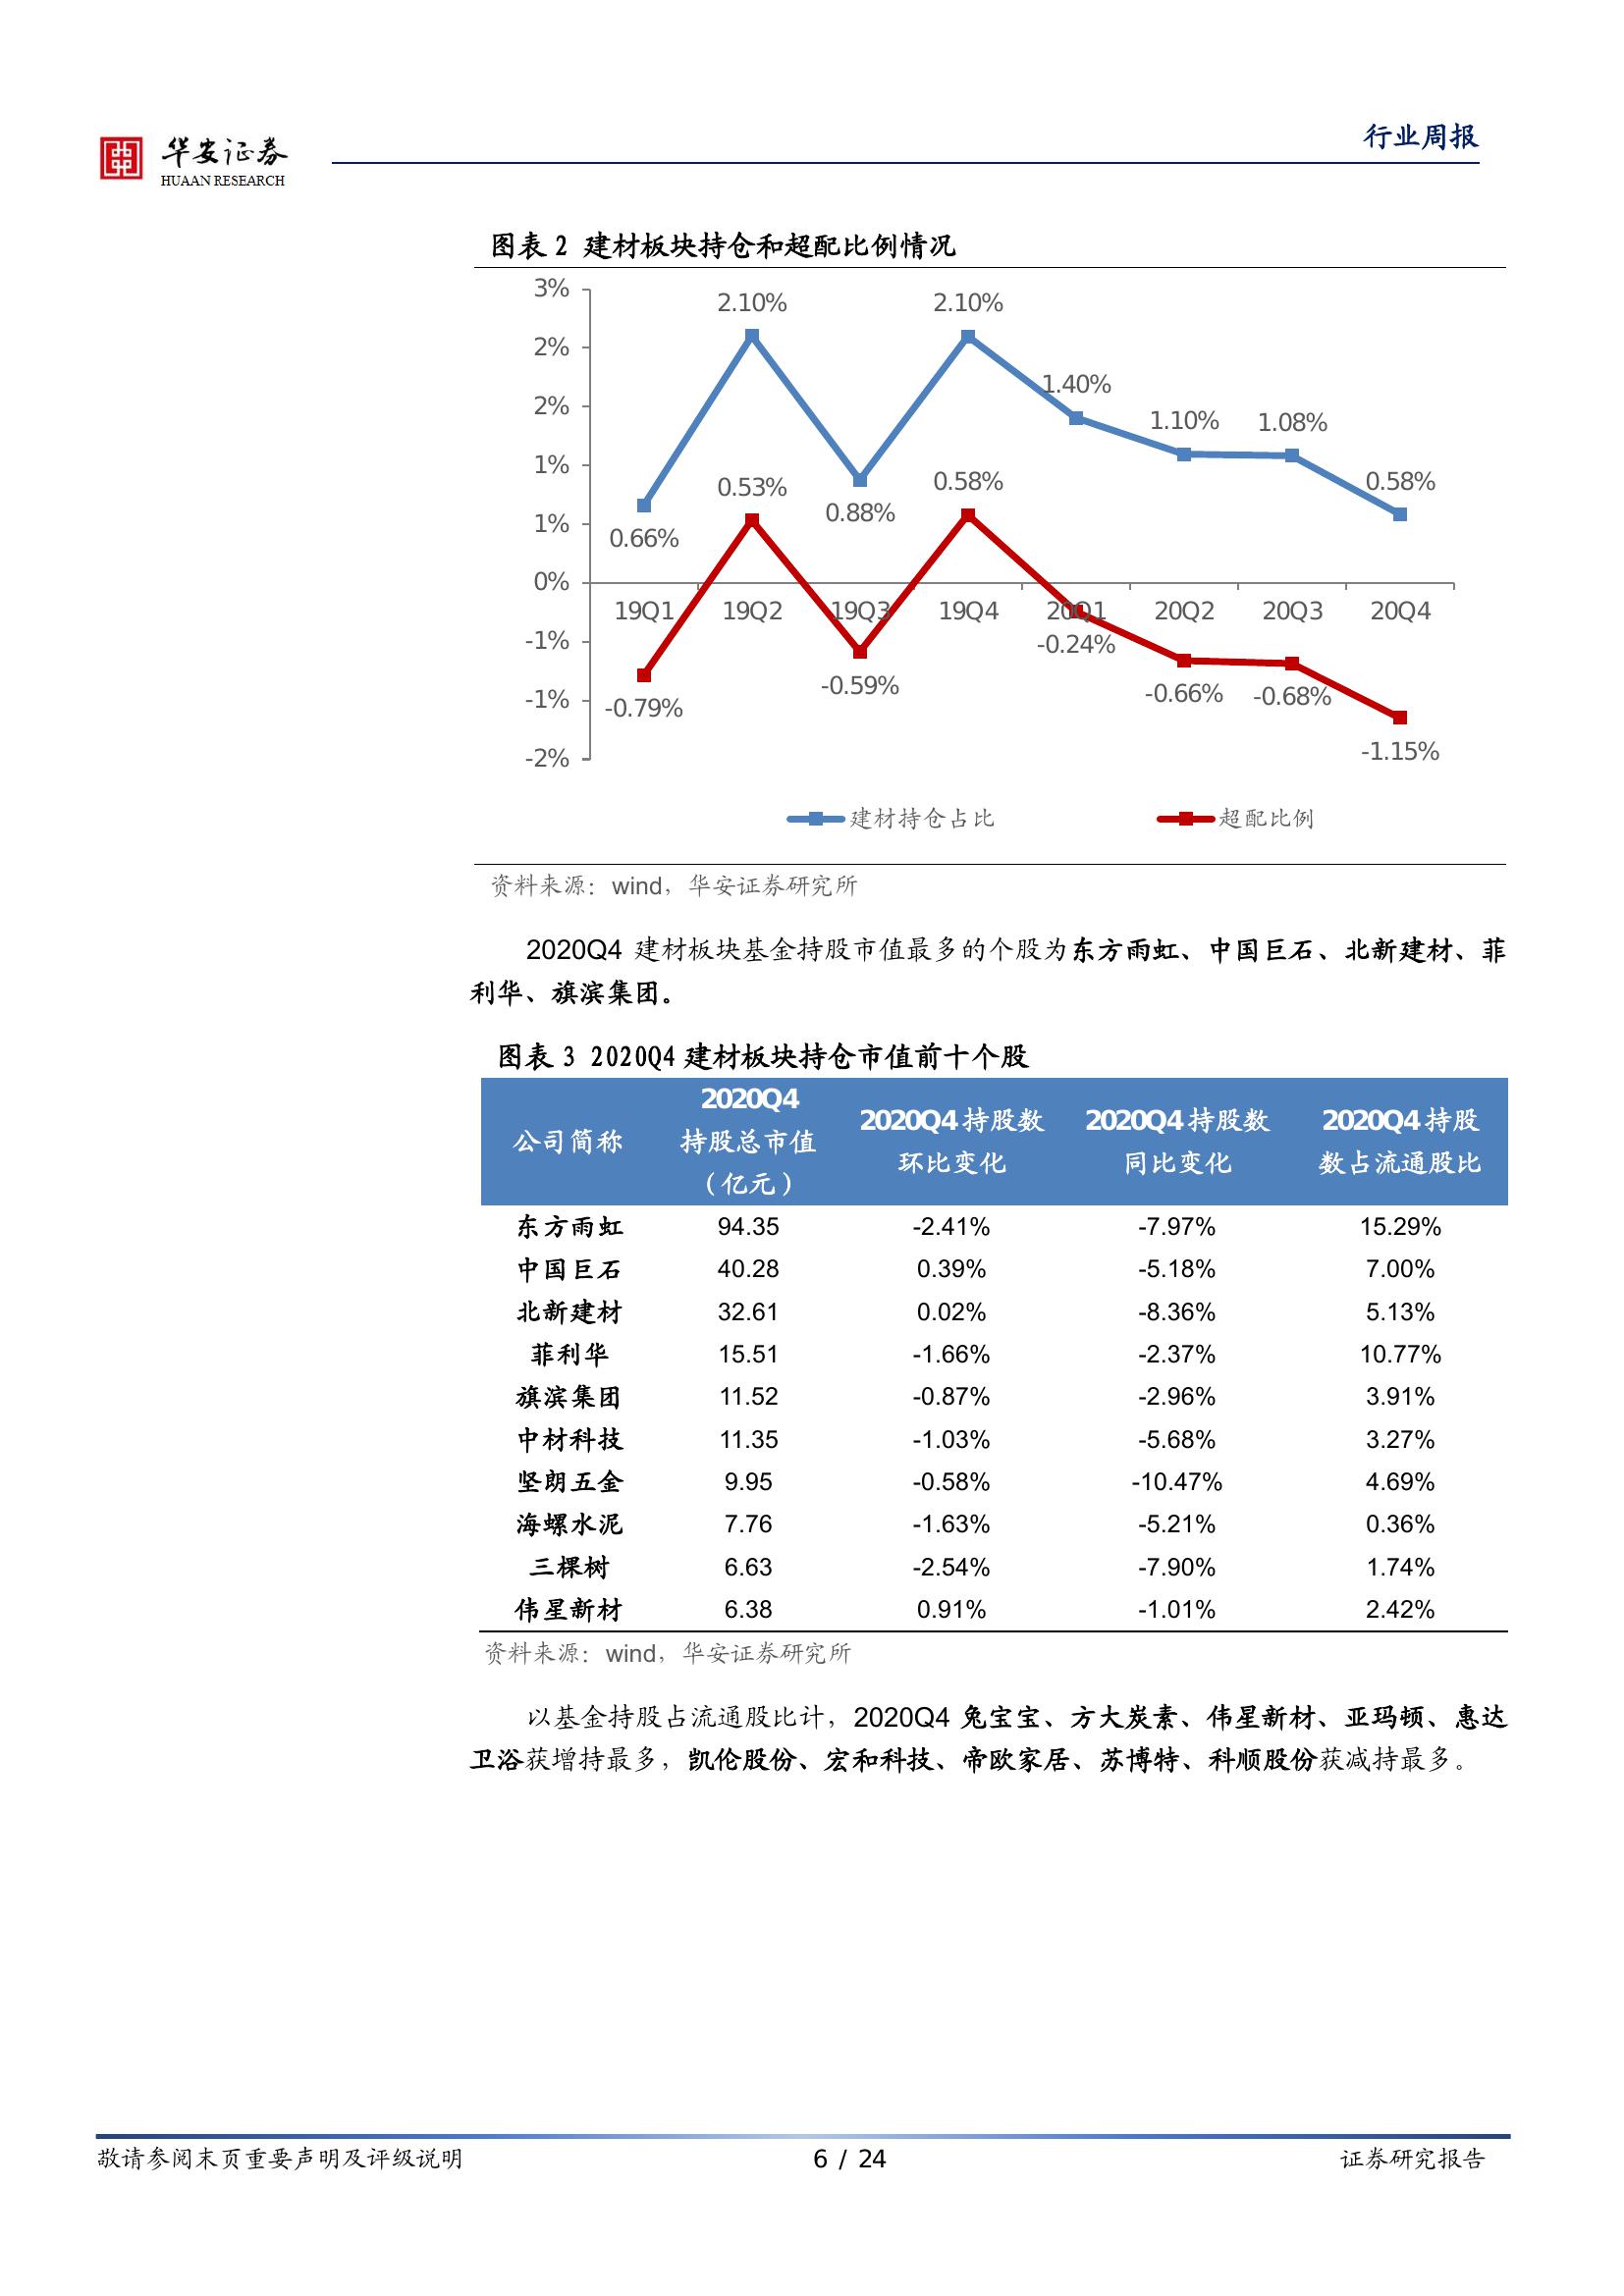 华安证券
HUAAN RESEARCH
行业周报
图表 2 建材板块持仓和超配比例情况
3%
2%
2%
1%
1%
0%
-1%
-1%
-2%
2.10%
2.10%
1.40%
1.10%
1.08%
0.58%
0.66%
0.53%
0.88%
0.58%
19Q1
19Q2
19Q3
19Q4
20Q1
20Q2
20Q3
20Q4
-0.79%
-0.59%
-0.24%
-0.66%
-0.68%
-1.15%
建材持仓占比
超配比例
资料来源：wind，华安证券研究所
2020Q4 建材板块基金持股市值最多的个股为东方雨虹、中国巨石、北新建材、菲
利华、旗滨集团。
图表 3 2020Q4 建材板块持仓市值前十个股
公司简称
2020Q4
持股总市值
（亿元）
2020Q4 持股数
环比变化
2020Q4 持股数
同比变化
2020Q4 持股
数占流通股比
东方雨虹 94.35 -2.41% -7.97% 15.29%
中国巨石 40.28 0.39% -5.18% 7.00%
北新建材 32.61 0.02% -8.36% 5.13%
菲利华 15.51 -1.66% -2.37% 10.77%
旗滨集团 11.52 -0.87% -2.96% 3.91%
中材科技 11.35 -1.03% -5.68% 3.27%
坚朗五金 9.95 -0.58% -10.47% 4.69%
海螺水泥 7.76 -1.63% -5.21% 0.36%
三棵树 6.63 -2.54% -7.90% 1.74%
伟星新材 6.38 0.91% -1.01% 2.42%
资料来源：wind，华安证券研究所
以基金持股占流通股比计，2020Q4 兔宝宝、方大炭素、伟星新材、亚玛顿、惠达
卫浴获增持最多，凯伦股份、宏和科技、帝欧家居、苏博特、科顺股份获减持最多。
敬请参阅末页重要声明及评级说明
6 / 24
证券研究报告